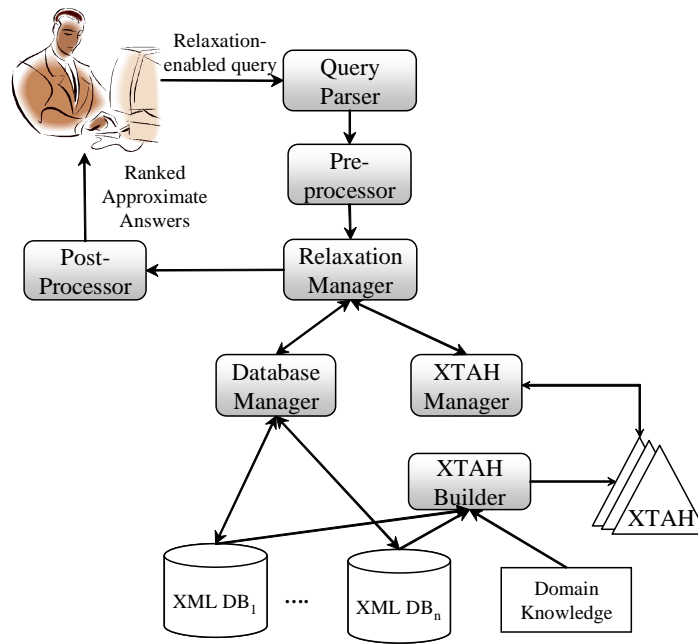 Relaxation-
enabled query
Query
Parser
Pre-
processor
Ranked
Approximate
Answers
Post-
Processor
Relaxation
Manager
Database
Manager
XTAH
Manager
XTAH
Builder
XTAH
XML DB1
....
XML DBn
Domain
Knowledge